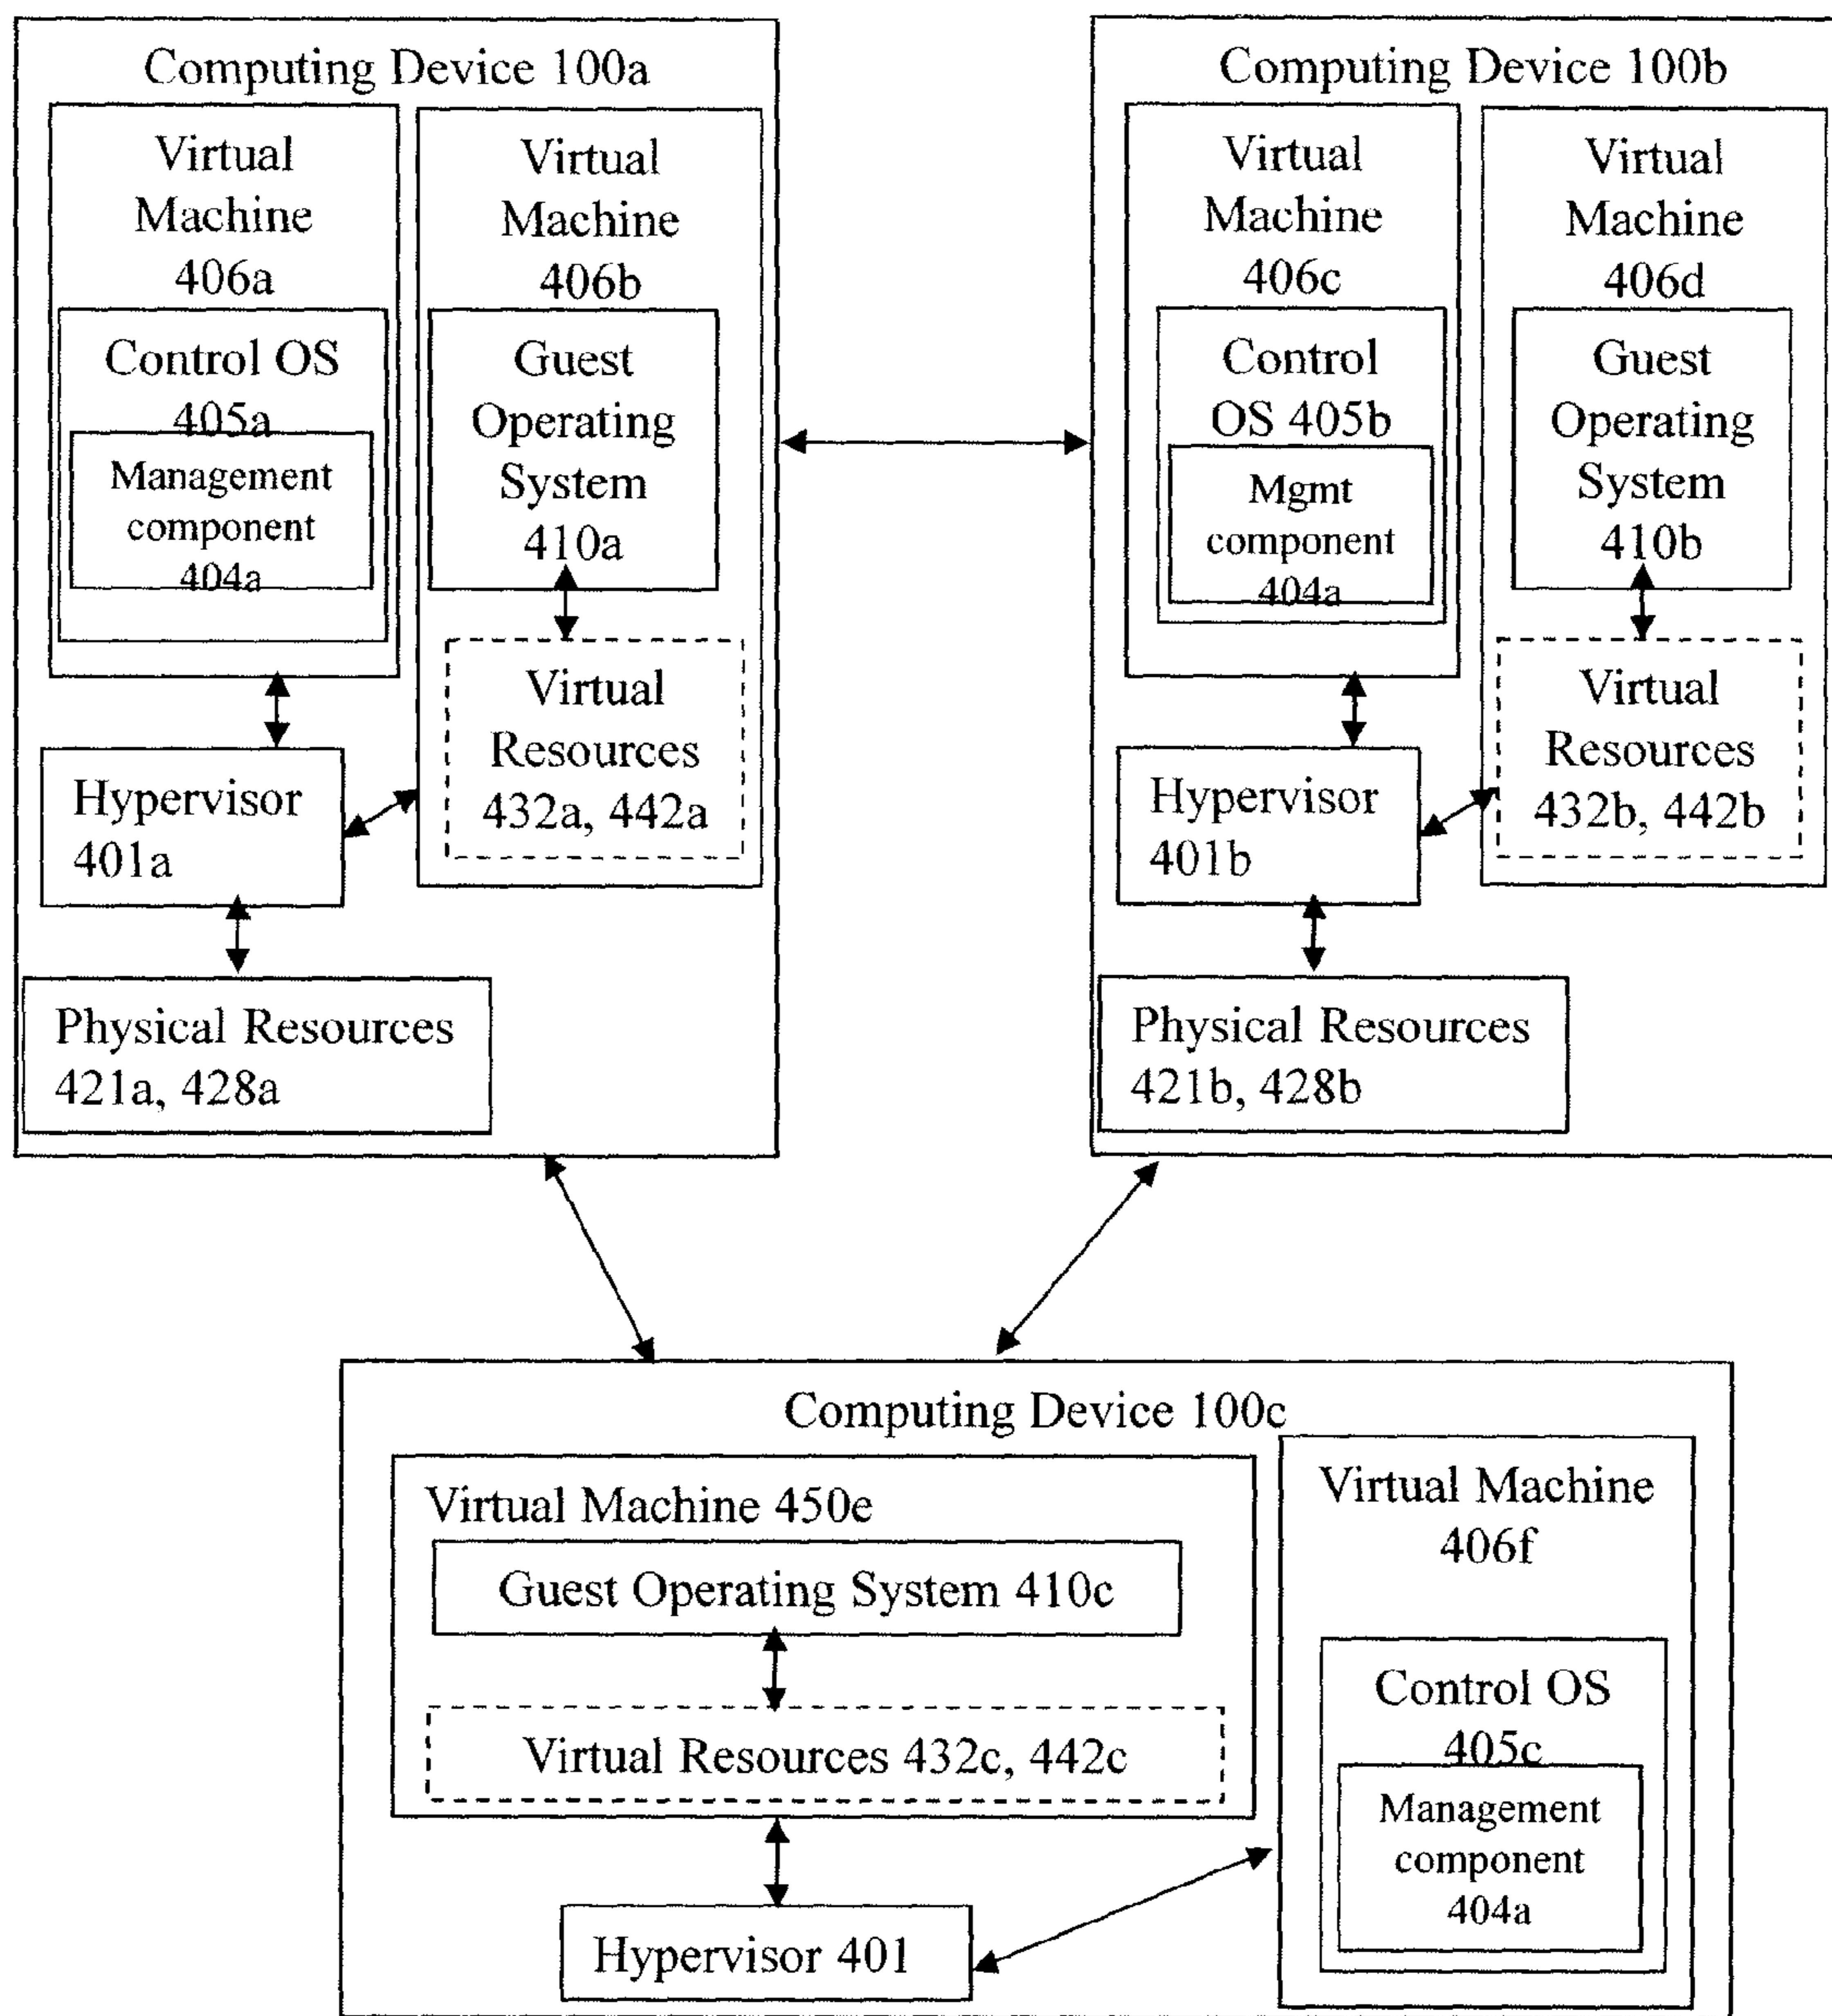 Computing Device 100a
Virtual
Machine
406a
Control OS
405a
Management
component
404a
Virtual
Machine
406b
Guest
Operating
System
410a
Virtual
Resources
432a, 442a
Hypervisor
401a
Physical Resources
421a, 428a
Computing Device 100b
Virtual
Machine
406c
Control
OS 405b
Mgmt
component
404a
Virtual
Machine
406d
Guest
Operating
System
410b
Virtual
Resources
432b, 442b
Hypervisor
401b
Physical Resources
421b, 428b
Computing Device 100c
Virtual Machine 450e
Guest Operating System 410c
Virtual Resources 432c, 442c
Hypervisor 401
Virtual Machine
406f
Control OS
405c
Management
component
404a